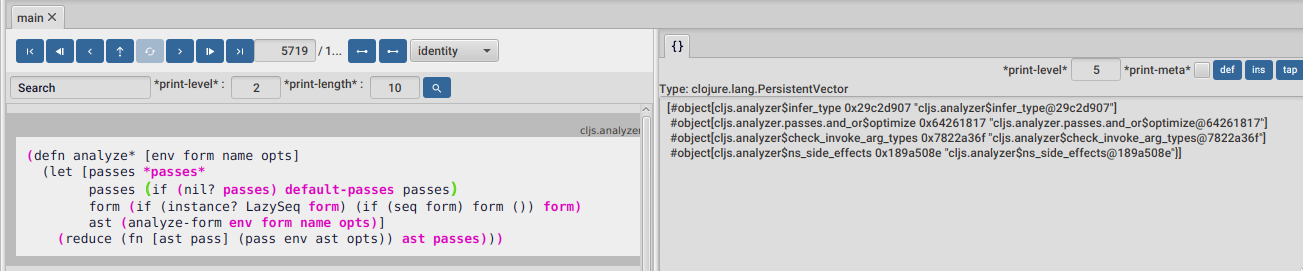 main
5719 / 1... identity
Search *print-level* : 2 *print-length* : 10
cljs.analyzer
(defn analyze* [env form name opts]
(let [passes *passes*
passes (if (nil? passes) default-passes passes)
form (if (instance? LazySeq form) (if (seq form) form ()) form)
ast (analyze-form env form name opts)]
(reduce (fn [ast pass] (pass env ast opts)) ast passes)))
{}
*print-level* 5 *print-meta* def ins tap
Type: clojure.lang.PersistentVector
[#object[cljs.analyzer$infer_type 0x29c2d907 "cljs.analyzer$infer_type@29c2d907"]
#object[cljs.analyzer.passes.and_or$optimize 0x64261817 "cljs.analyzer.passes.and_or$optimize@64261817"]
#object[cljs.analyzer$check_invoke_arg_types 0x7822a36f "cljs.analyzer$check_invoke_arg_types@7822a36f"]
#object[cljs.analyzer$ns_side_effects 0x189a508e "cljs.analyzer$ns_side_effects@189a508e"]]